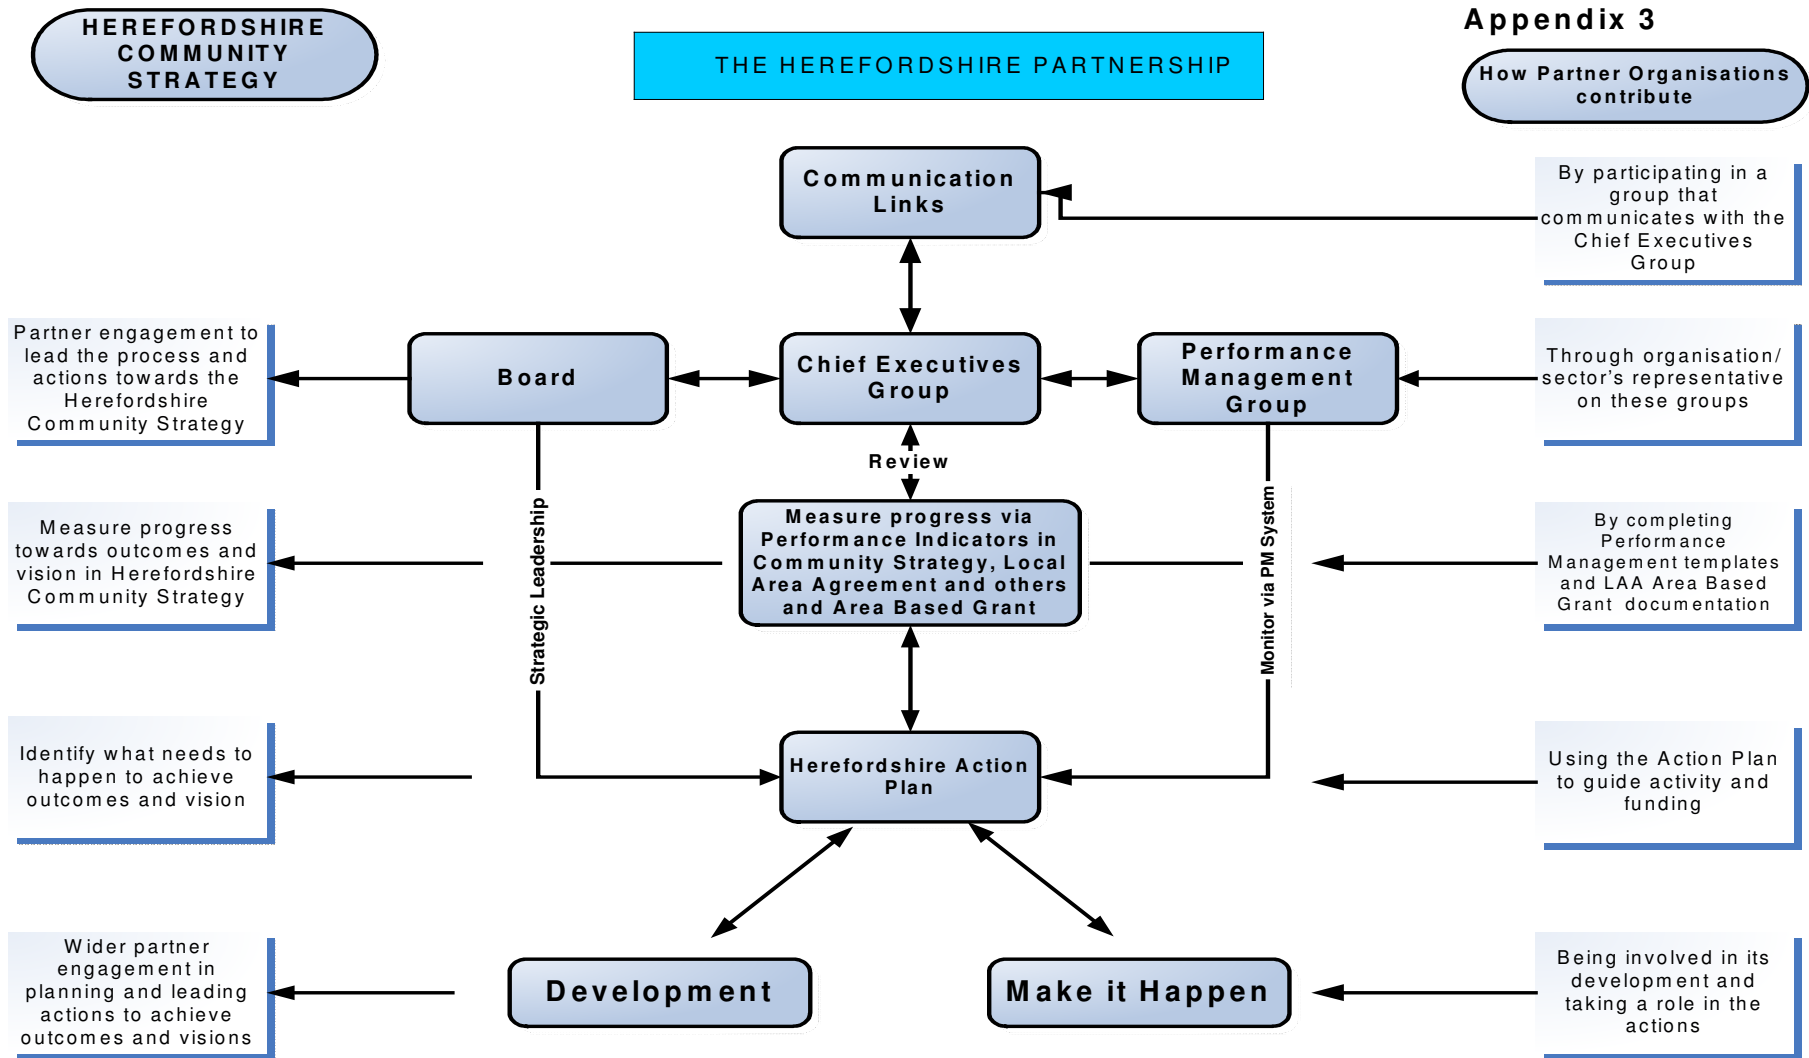 Appendix 3
HEREFORDSHIRE
COMMUNITY
STRATEGY
THE HEREFORDSHIRE PARTNERSHIP
How Partner Organisations
contribute
Communication
Links
By participating in a
group that
communicates with the
Chief Executives
Group
Partner engagement to
lead the process and
actions towards the
Herefordshire
Community Strategy
Board
Chief Executives
Group
Performance
Management
Group
Through organisation/
sector's representative
on these groups
Review
Strategic Leadership
Monitor via PM System
Measure progress
towards outcomes and
vision in Herefordshire
Community Strategy
Measure progress via
Performance Indicators in
Community Strategy, Local
Area Agreement and others
and Area Based Grant
By completing
Performance
Management templates
and LAA Area Based
Grant documentation
Identify what needs to
happen to achieve
outcomes and vision
Herefordshire Action
Plan
Using the Action Plan
to guide activity and
funding
Wider partner
engagement in
planning and leading
actions to achieve
outcomes and visions
Development
Make it Happen
Being involved in its
development and
taking a role in the
actions